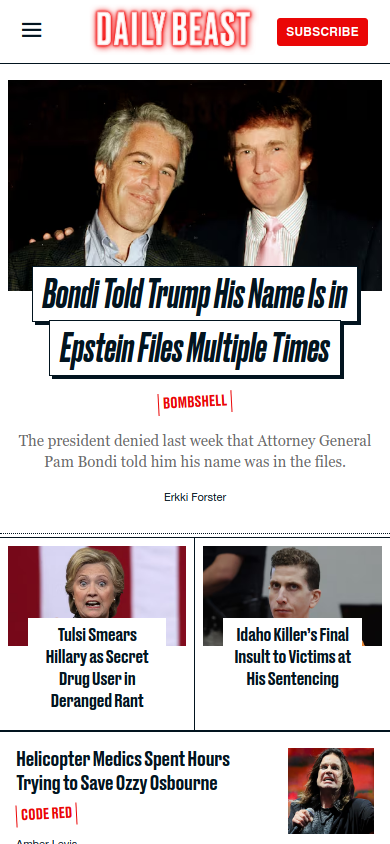 DAILY BEAST
SUBSCRIBE
Bondi Told Trump His Name Is in
Epstein Files Multiple Times
BOMBSHELL
The president denied last week that Attorney General
Pam Bondi told him his name was in the files.
Erkki Forster
Tulsi Smears
Hillary as Secret
Drug User in
Deranged Rant
Idaho Killer's Final
Insult to Victims at
His Sentencing
Helicopter Medics Spent Hours
Trying to Save Ozzy Osbourne
CODE RED